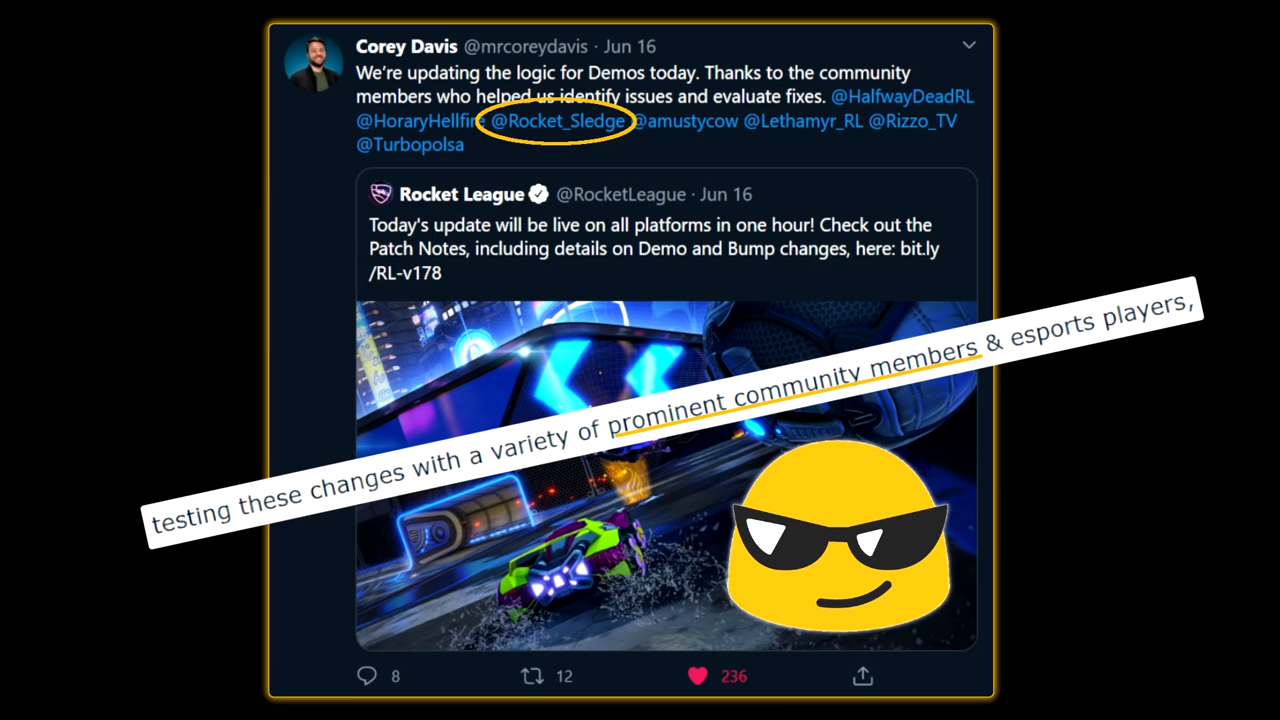 Corey Davis @mrcoreydavis · Jun 16
We're updating the logic for Demos today. Thanks to the community
members who helped us identify issues and evaluate fixes. @HalfwayDeadRL
@HoraryHellfire @Rocket_Sledge @amustycow @Lethamyr_RL @Rizzo_TV
@Turbopolsa
Rocket League @RocketLeague · Jun 16
Today's update will be live on all platforms in one hour! Check out the
Patch Notes, including details on Demo and Bump changes, here: bit.ly
/RL-v178
testing these changes with a variety of prominent community members & esports players,
8 12 236